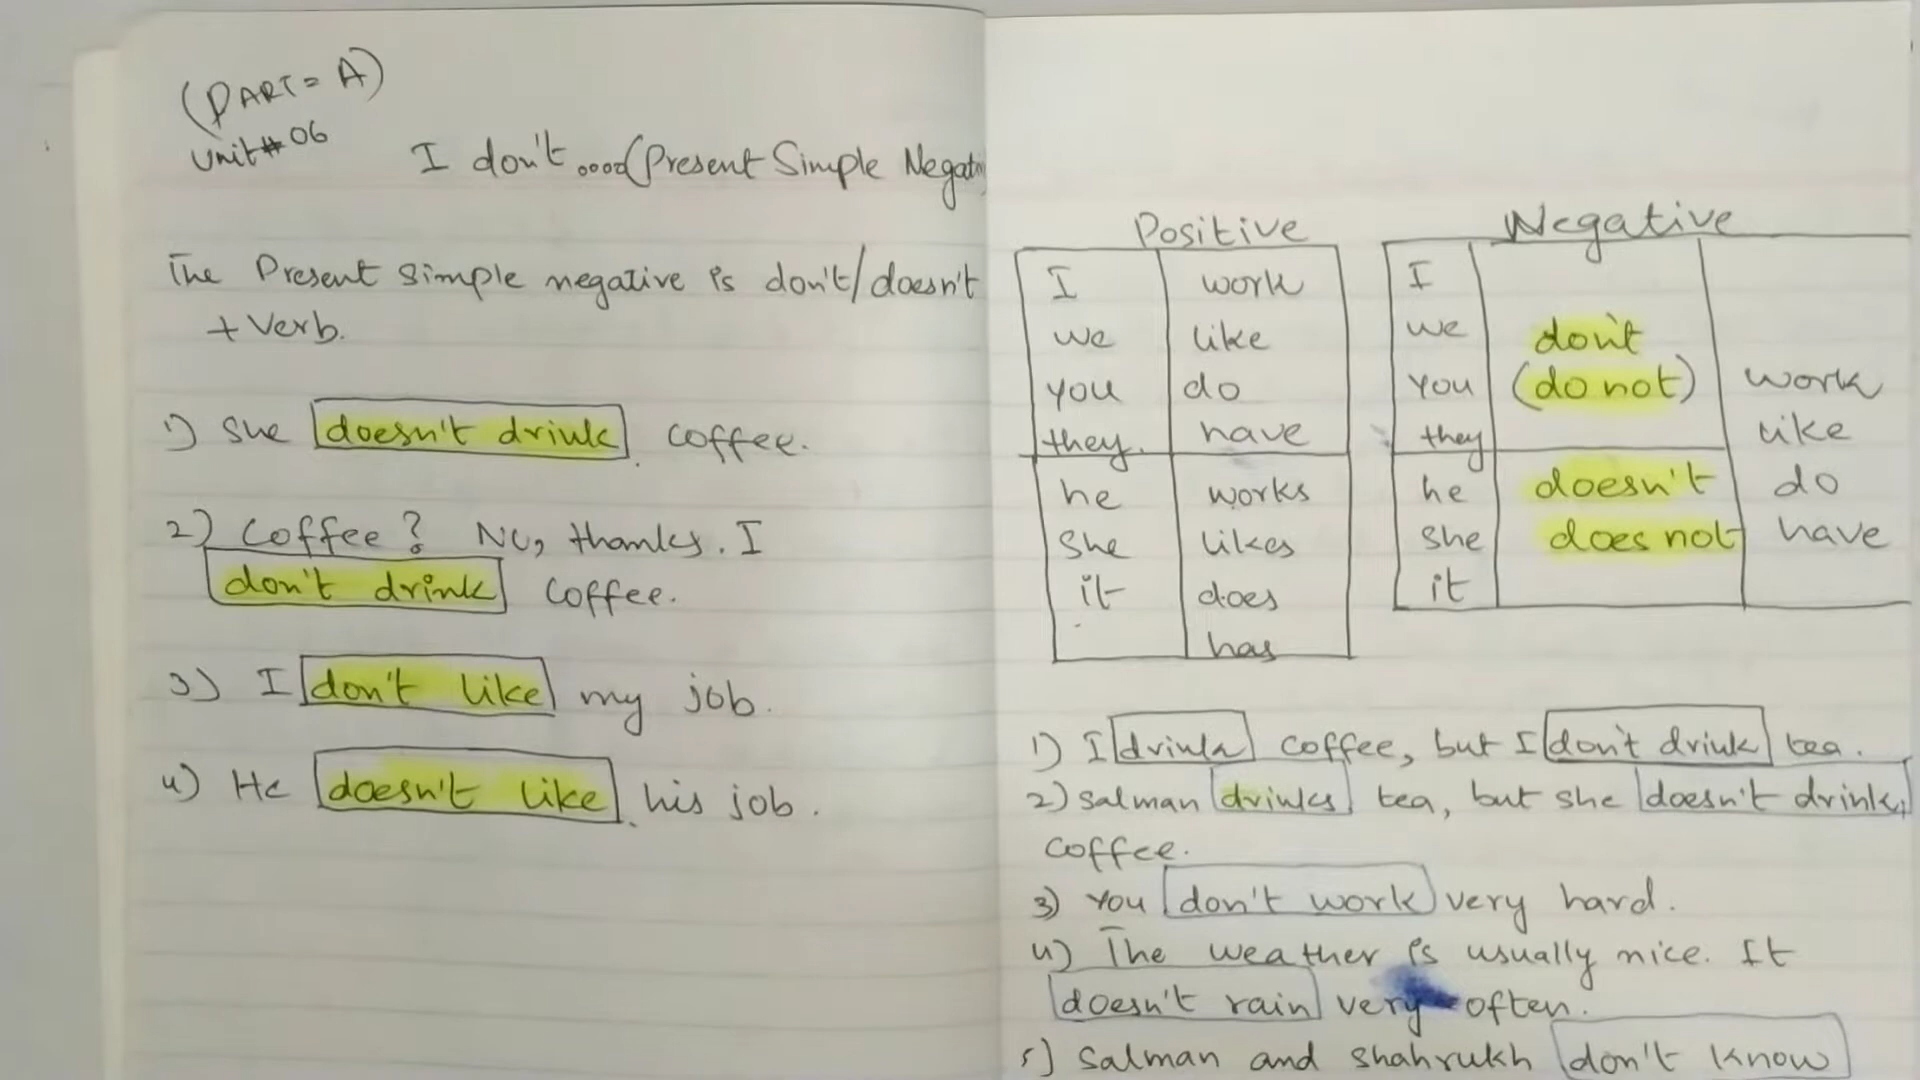 (PART= A)
Unit# 06
I don't ....(Present Simple Negati
The Present Simple negative is don't/doesn't
+ Verb.
1) She doesn't drink coffee.
2) Coffee? No, thanks. I
don't drink coffee.
3) I don't like my job.
4) He doesn't like his job.
Positive
I work
we like
you do
they. have
he works
she likes
it does
has
Negative
I
we don't
you (do not) work
they like
he doesn't do
she does not have
it
1) I drink coffee, but I don't drink tea.
2) Salman drinks tea, but she doesn't drink
coffee.
3) You don't work very hard.
4) The weather is usually nice. It
doesn't rain very often.
5) Salman and Shahrukh don't know